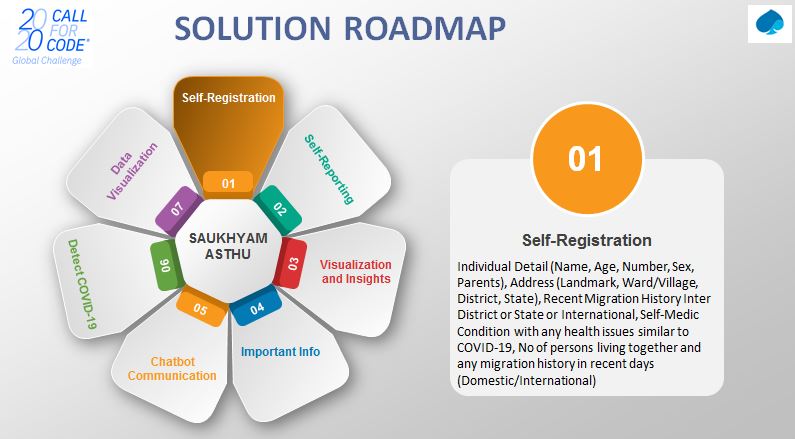 2020 CALL FOR CODE®
Global Challenge
SOLUTION ROADMAP
Self-Registration
01
Self-Reporting
02
Visualization
and Insights
03
Important Info
04
Chatbot
Communication
05
Detect COVID-19
06
Data
Visualization
07
SAUKHYAM
ASTHU
01
Self-Registration
Individual Detail (Name, Age, Number, Sex,
Parents), Address (Landmark, Ward/Village,
District, State), Recent Migration History Inter
District or State or International, Self-Medic
Condition with any health issues similar to
COVID-19, No of persons living together and
any migration history in recent days
(Domestic/International)